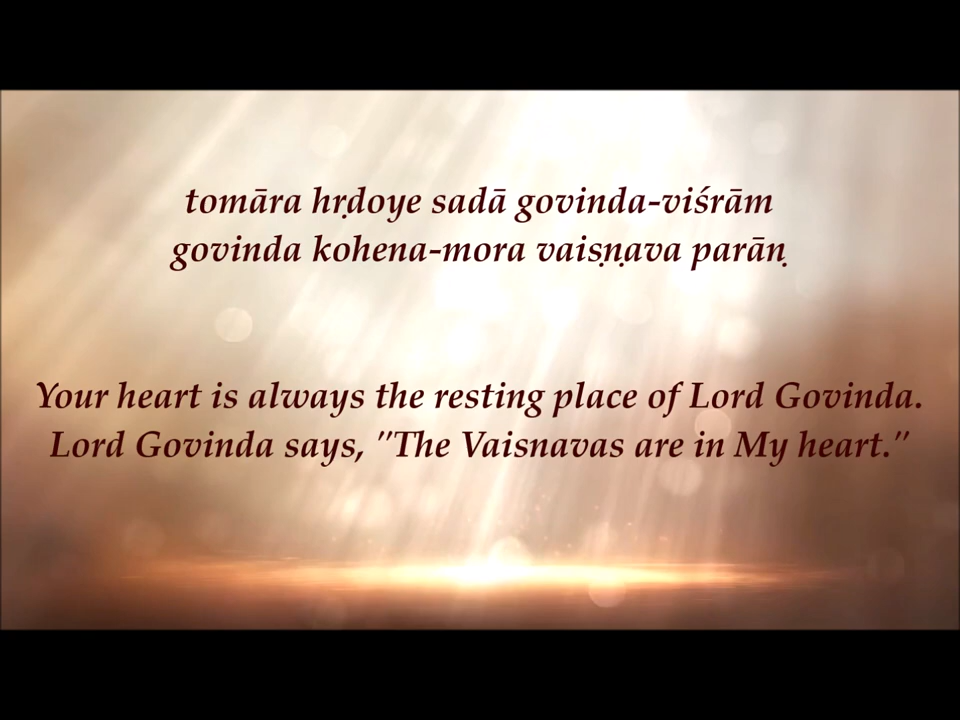 tomāra hṛdoye sadā govinda-viśrām
govinda kohena-mora vaiṣṇava parāṇ
Your heart is always the resting place of Lord Govinda.
Lord Govinda says, "The Vaisnavas are in My heart."